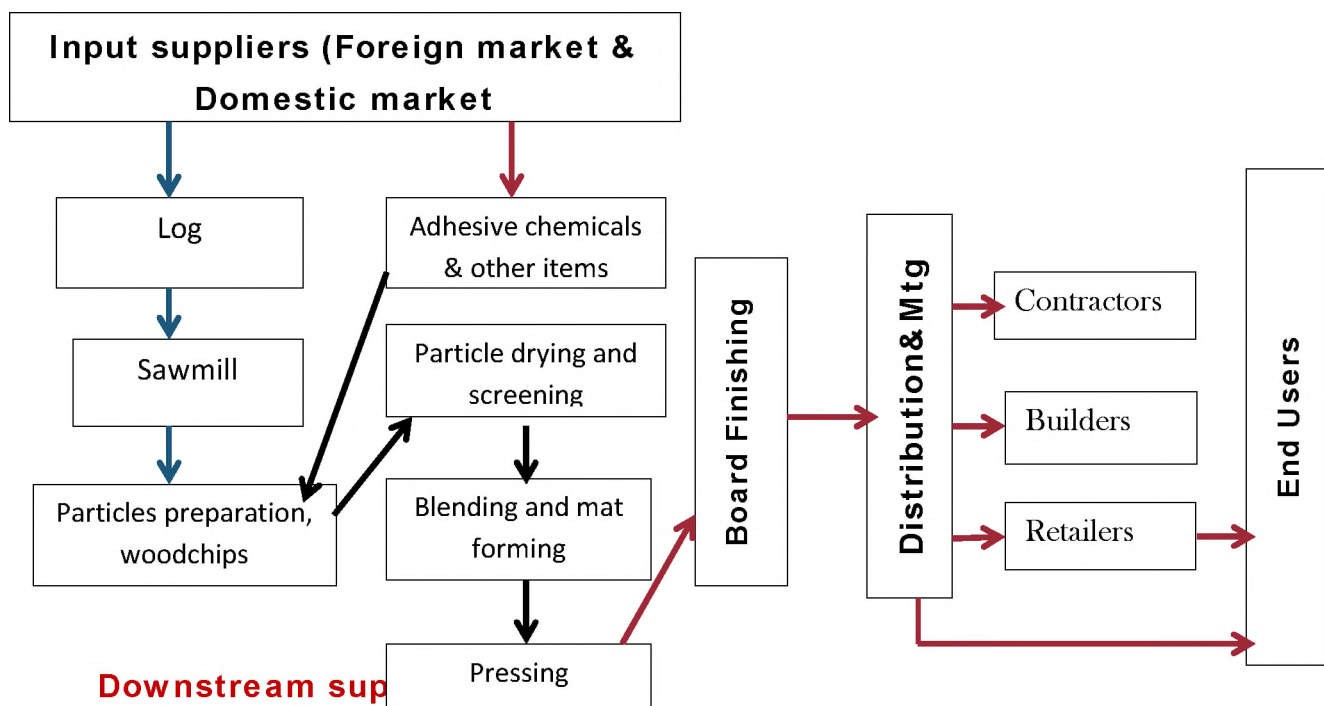 Input suppliers (Foreign market &
Domestic market
Log
Adhesive chemicals
& other items
Sawmill
Particle drying and
screening
Particles preparation,
woodchips
Blending and mat
forming
Pressing
Downstream sup
Board Finishing
Distribution& Mtg
Contractors
Builders
Retailers
End Users